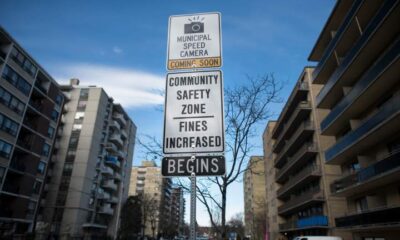 MUNICIPAL
SPEED
CAMERA
COMING SOON
COMMUNITY
SAFETY
ZONE
FINES
INCREASED
BEGINS